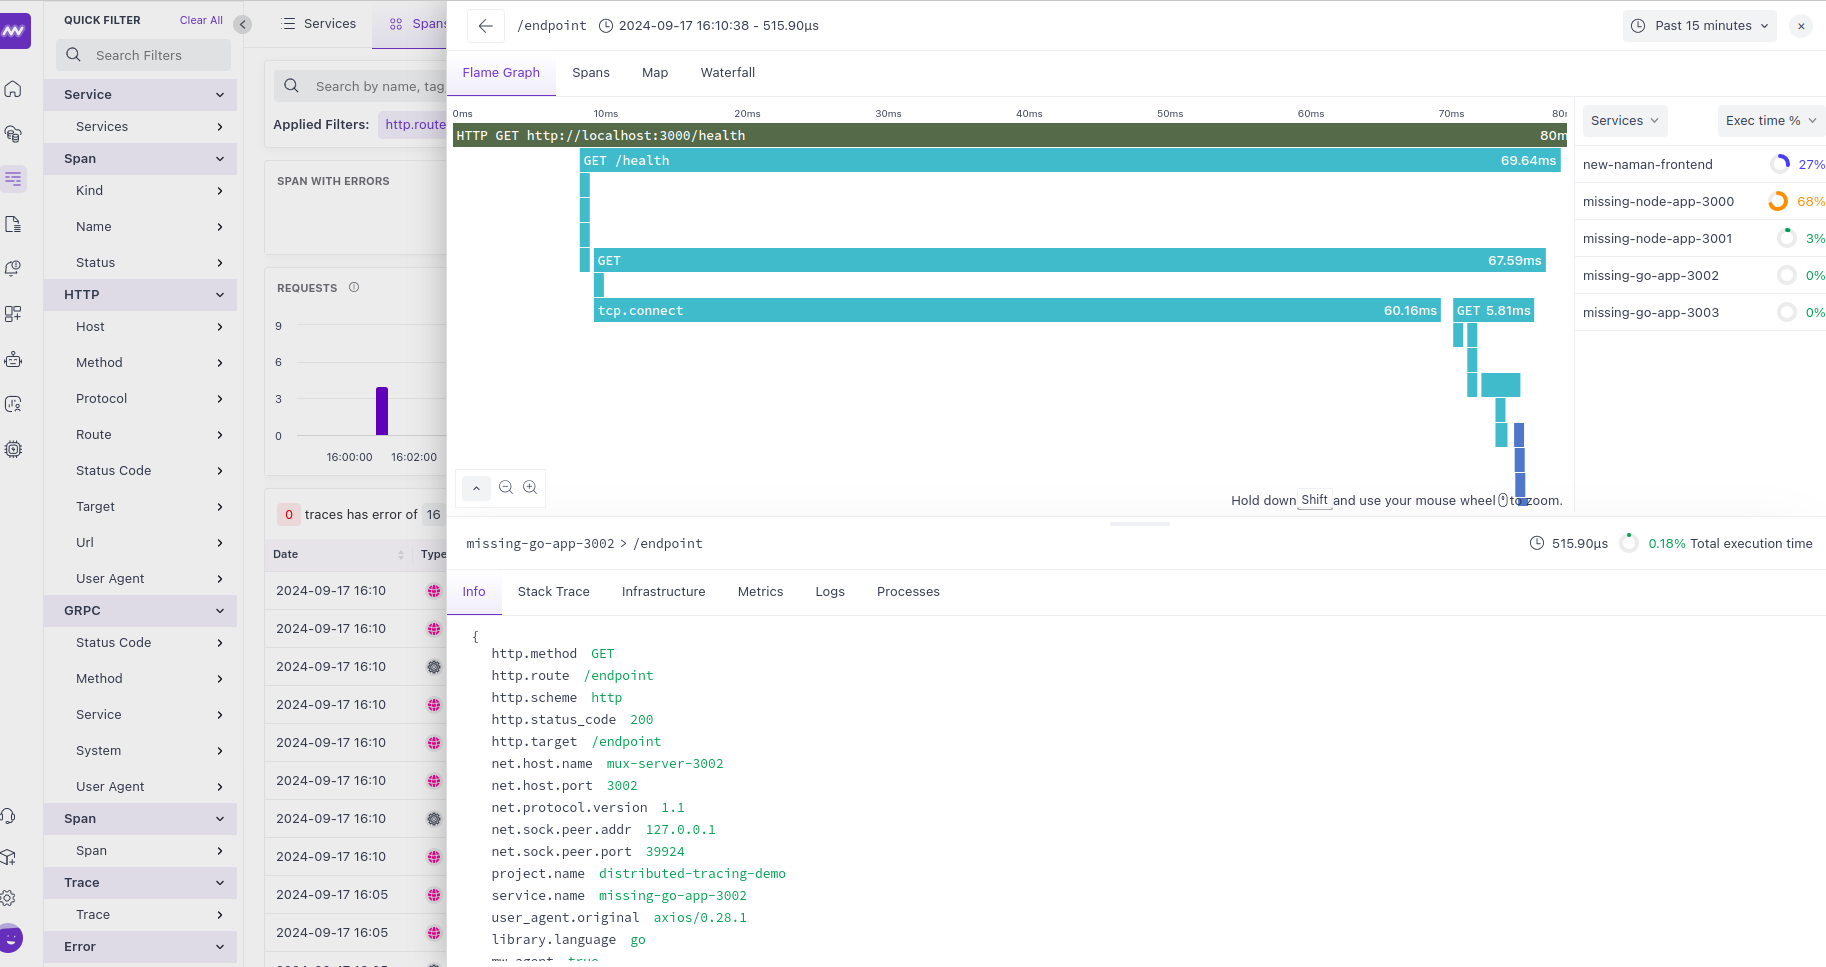 QUICK FILTER Clear All
Search Filters
Service
Services
Span
Kind
Name
Status
HTTP
Host
Method
Protocol
Route
Status Code
Target
Url
User Agent
GRPC
Status Code
Method
Service
System
User Agent
Span
Span
Trace
Trace
Error
Services Spans
Search by name, tag
Applied Filters: http.route
SPAN WITH ERRORS
REQUESTS
9
6
3
0
16:00:00 16:02:00
0 traces has error of 16
Date Type
2024-09-17 16:10
2024-09-17 16:10
2024-09-17 16:10
2024-09-17 16:10
2024-09-17 16:10
2024-09-17 16:10
2024-09-17 16:10
2024-09-17 16:10
2024-09-17 16:05
2024-09-17 16:05
/endpoint 2024-09-17 16:10:38 - 515.90µs Past 15 minutes
Flame Graph Spans Map Waterfall
0ms 10ms 20ms 30ms 40ms 50ms 60ms 70ms 80m
HTTP GET http://localhost:3000/health 80m
GET /health 69.64ms
GET 67.59ms
tcp.connect 60.16ms GET 5.81ms
Hold down Shift and use your mouse wheel to zoom.
Services Exec time %
new-naman-frontend 27%
missing-node-app-3000 68%
missing-node-app-3001 3%
missing-go-app-3002 0%
missing-go-app-3003 0%
missing-go-app-3002 > /endpoint 515.90µs 0.18% Total execution time
Info Stack Trace Infrastructure Metrics Logs Processes
{
http.method GET
http.route /endpoint
http.scheme http
http.status_code 200
http.target /endpoint
net.host.name mux-server-3002
net.host.port 3002
net.protocol.version 1.1
net.sock.peer.addr 127.0.0.1
net.sock.peer.port 39924
project.name distributed-tracing-demo
service.name missing-go-app-3002
user_agent.original axios/0.28.1
library.language go
mw.agent true